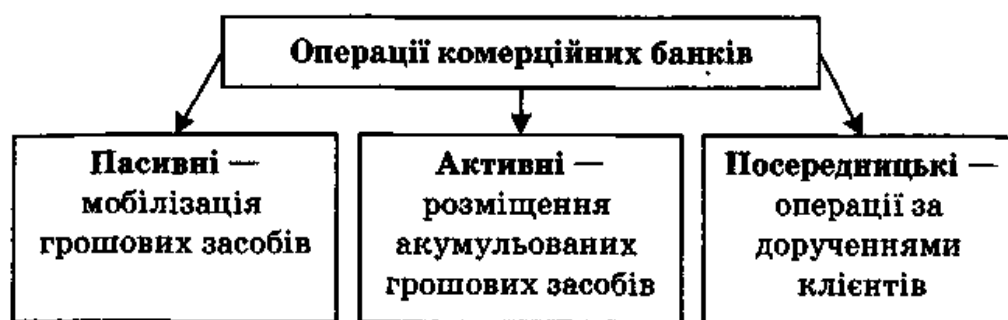 Операції комерційних банків
Пасивні —
мобілізація
грошових засобів
Активні —
розміщення
акумульованих
грошових засобів
Посередницькі —
операції за
дорученнями
клієнтів